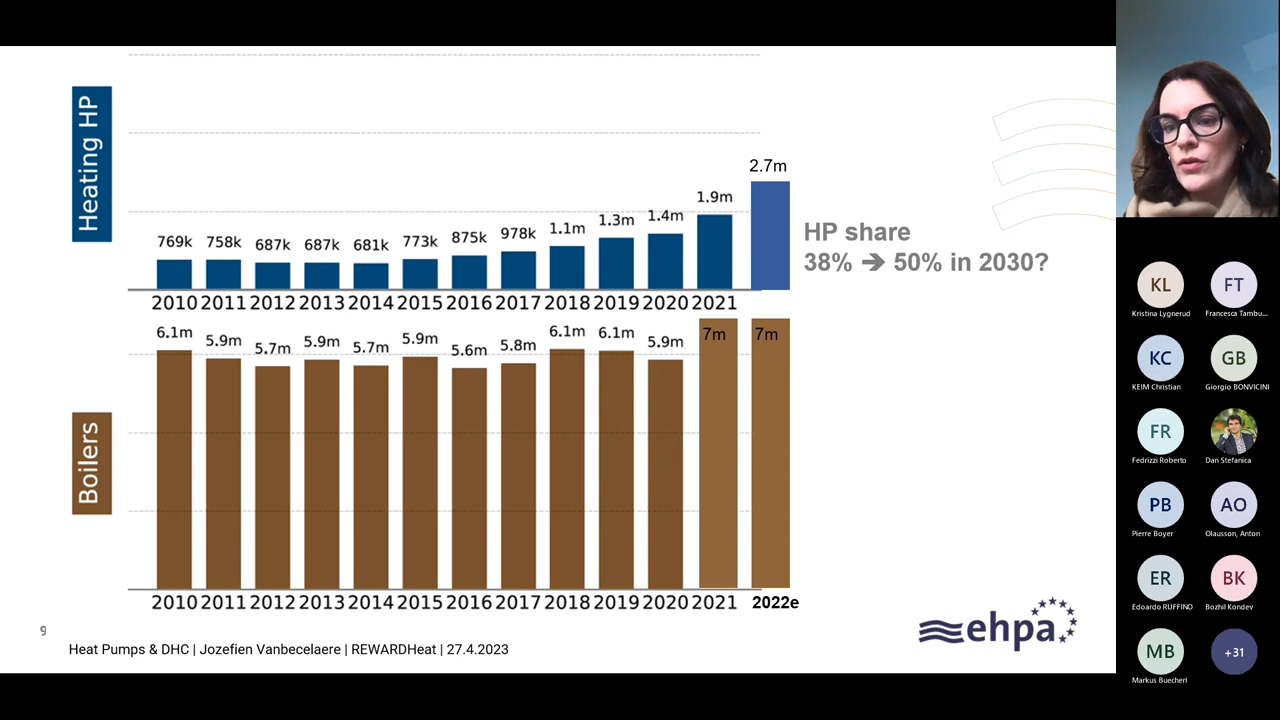 Heating HP
2.7m
1.9m
1.4m
1.3m
1.1m
978k
875k
773k
681k
687k
687k
758k
769k
2010 2011 2012 2013 2014 2015 2016 2017 2018 2019 2020 2021
HP share
38% ➔ 50% in 2030?
Boilers
6.1m 5.9m 5.7m 5.9m 5.7m 5.9m 5.6m 5.8m 6.1m 6.1m 5.9m 7m 7m
2010 2011 2012 2013 2014 2015 2016 2017 2018 2019 2020 2021 2022e
9
Heat Pumps & DHC | Jozefien Vanbecelaere | REWARDHeat | 27.4.2023
ehpa
KL FT
Kristina Lygnerud Francesca Tambu...
KC GB
KEIM Christian Giorgio BONVICINI
FR
Fedrizzi Roberto Dan Stefanica
PB AO
Pierre Boyer Olausson, Anton
ER BK
Edoardo RUFFINO Bozhil Kondev
MB +31
Markus Buecherl